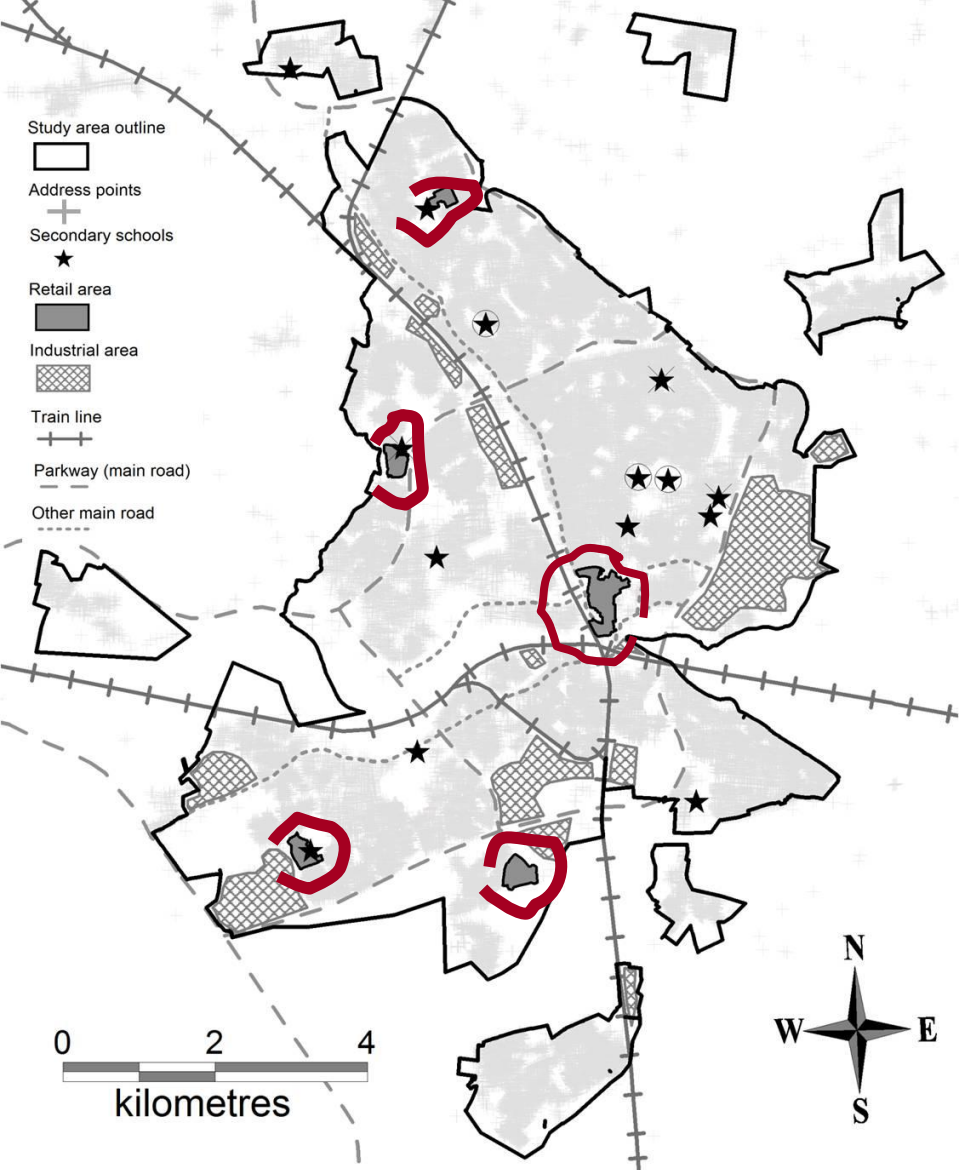 Study area outline
Address points
Secondary schools
Retail area
Industrial area
Train line
Parkway (main road)
Other main road
0 2 4
kilometres
N
W E
S